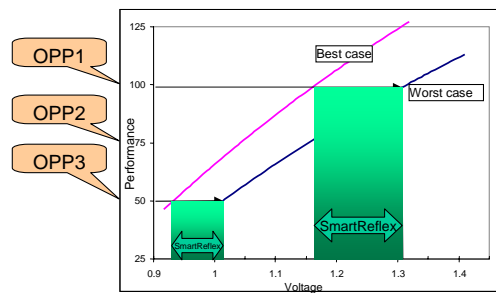 OPP1
OPP2
OPP3
Performance
125
100
75
50
25
Best case
Worst case
SmartReflex
SmartReflex
0.9 1 1.1 1.2 1.3 1.4
Voltage